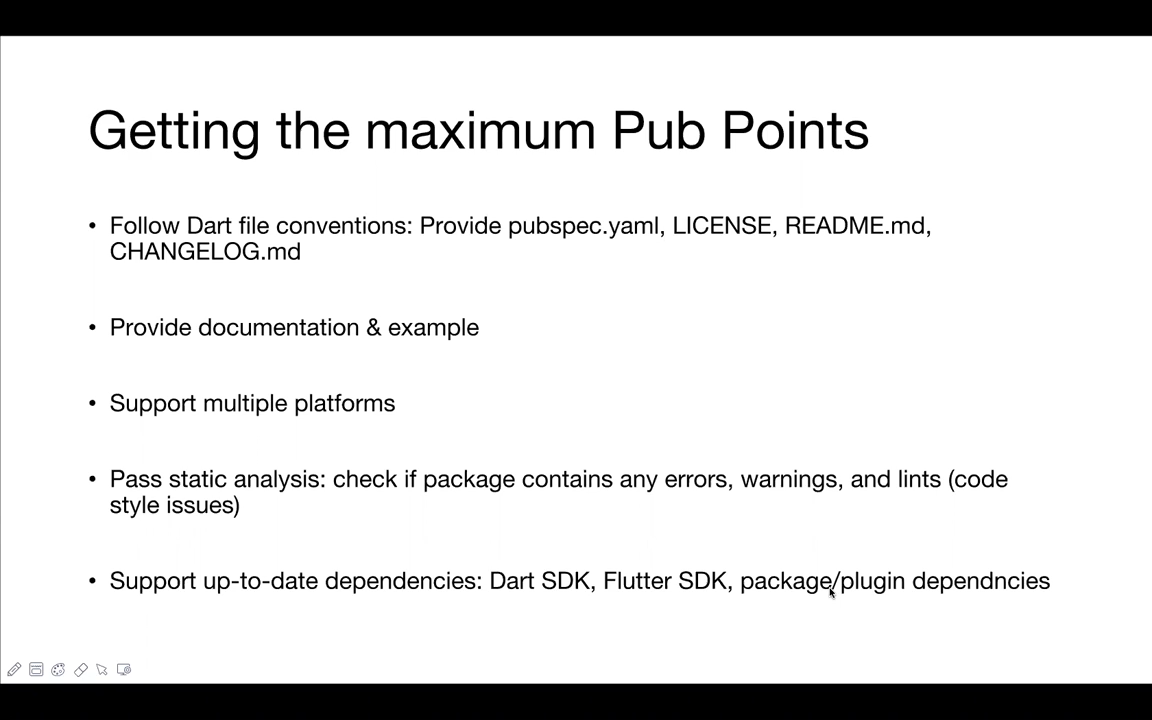 Getting the maximum Pub Points
• Follow Dart file conventions: Provide pubspec.yaml, LICENSE, README.md,
CHANGELOG.md
• Provide documentation & example
• Support multiple platforms
• Pass static analysis: check if package contains any errors, warnings, and lints (code
style issues)
• Support up-to-date dependencies: Dart SDK, Flutter SDK, package/plugin dependncies